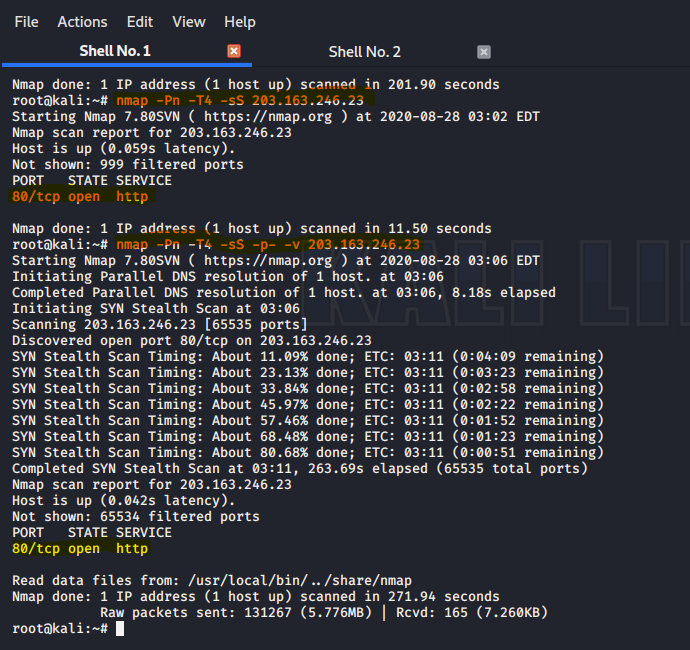 File Actions Edit View Help
Shell No. 1 Shell No. 2
Nmap done: 1 IP address (1 host up) scanned in 201.90 seconds
root@kali:~# nmap -Pn -T4 -sS 203.163.246.23
Starting Nmap 7.80SVN ( https://nmap.org ) at 2020-08-28 03:02 EDT
Nmap scan report for 203.163.246.23
Host is up (0.059s latency).
Not shown: 999 filtered ports
PORT   STATE SERVICE
80/tcp open  http

Nmap done: 1 IP address (1 host up) scanned in 11.50 seconds
root@kali:~# nmap -Pn -T4 -sS -p- -v 203.163.246.23
Starting Nmap 7.80SVN ( https://nmap.org ) at 2020-08-28 03:06 EDT
Initiating Parallel DNS resolution of 1 host. at 03:06
Completed Parallel DNS resolution of 1 host. at 03:06, 8.18s elapsed
Initiating SYN Stealth Scan at 03:06
Scanning 203.163.246.23 [65535 ports]
Discovered open port 80/tcp on 203.163.246.23
SYN Stealth Scan Timing: About 11.09% done; ETC: 03:11 (0:04:09 remaining)
SYN Stealth Scan Timing: About 23.13% done; ETC: 03:11 (0:03:23 remaining)
SYN Stealth Scan Timing: About 33.84% done; ETC: 03:11 (0:02:58 remaining)
SYN Stealth Scan Timing: About 45.97% done; ETC: 03:11 (0:02:22 remaining)
SYN Stealth Scan Timing: About 57.46% done; ETC: 03:11 (0:01:52 remaining)
SYN Stealth Scan Timing: About 68.48% done; ETC: 03:11 (0:01:23 remaining)
SYN Stealth Scan Timing: About 80.68% done; ETC: 03:11 (0:00:51 remaining)
Completed SYN Stealth Scan at 03:11, 263.69s elapsed (65535 total ports)
Nmap scan report for 203.163.246.23
Host is up (0.042s latency).
Not shown: 65534 filtered ports
PORT   STATE SERVICE
80/tcp open  http

Read data files from: /usr/local/bin/../share/nmap
Nmap done: 1 IP address (1 host up) scanned in 271.94 seconds
           Raw packets sent: 131267 (5.776MB) | Rcvd: 165 (7.260KB)
root@kali:~#
KALI LI